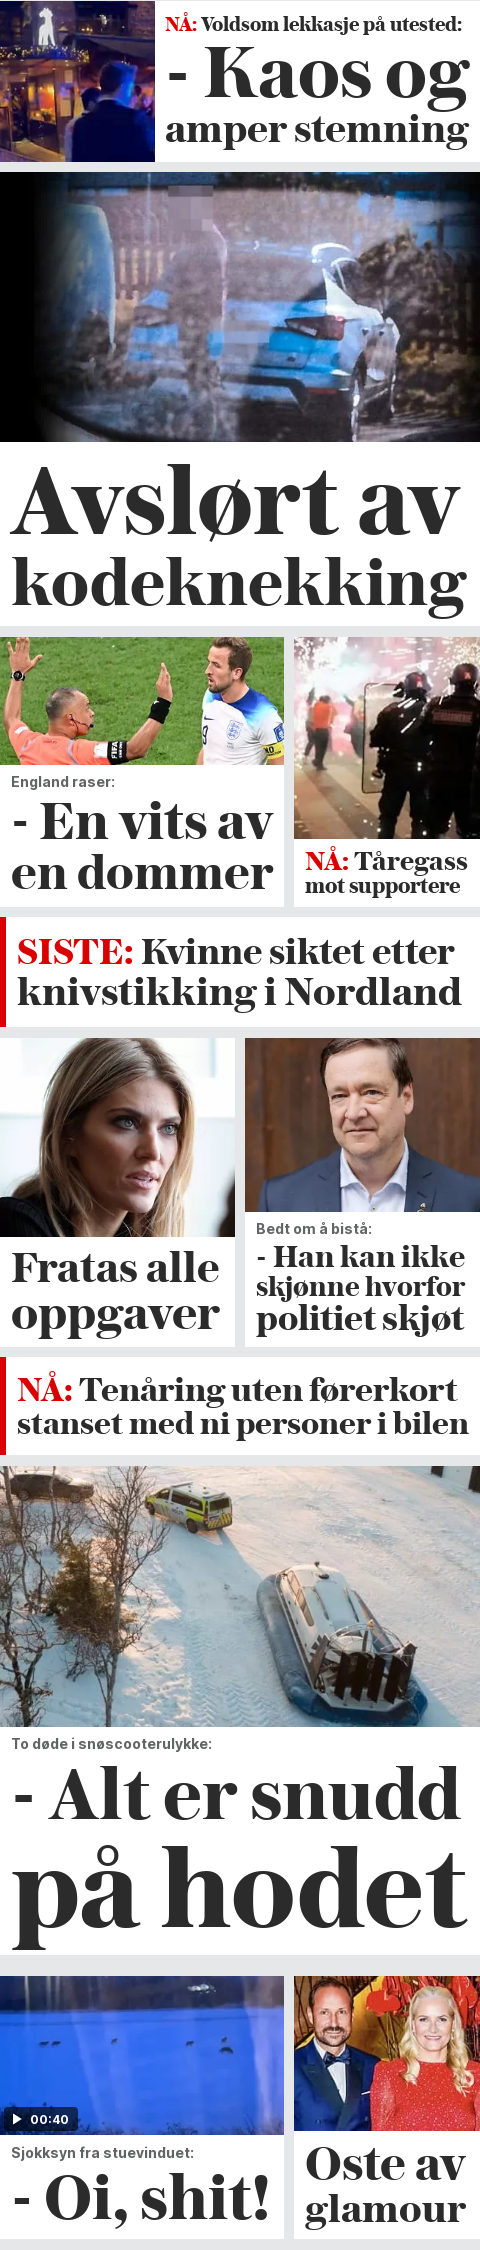 NÅ: Voldsom lekkasje på utested:
- Kaos og
amper stemning
Avslørt av
kodeknekking
England raser:
- En vits av
en dommer
NÅ: Tåregass
mot supportere
SISTE: Kvinne siktet etter
knivstikking i Nordland
Fratas alle
oppgaver
Bedt om å bistå:
- Han kan ikke
skjønne hvorfor
politiet skjøt
NÅ: Tenåring uten førerkort
stanset med ni personer i bilen
To døde i snøscooterulykke:
- Alt er snudd
på hodet
00:40
Sjokksyn fra stuevinduet:
- Oi, shit!
Oste av
glamour